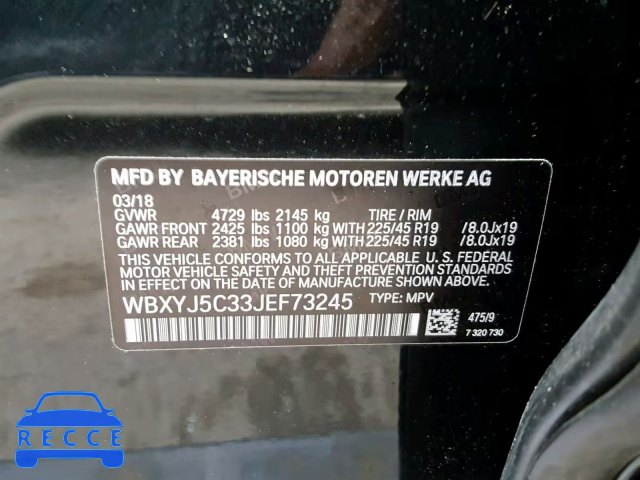 MFD BY BAYERISCHE MOTOREN WERKE AG
03/18
GVWR 4729 lbs 2145 kg TIRE / RIM
GAWR FRONT 2425 lbs 1100 kg WITH 225/45 R19 /8.0Jx19
GAWR REAR 2381 lbs 1080 kg WITH 225/45 R19 /8.0Jx19
THIS VEHICLE CONFORMS TO ALL APPLICABLE U. S. FEDERAL
MOTOR VEHICLE SAFETY, BUMPER, AND THEFT PREVENTION
STANDARDS IN EFFECT ON THE DATE OF MANUFACTURE SHOWN ABOVE.
WBXYJ5C33JEF73245 TYPE: MPV
475/9
7 320 730
RECCE